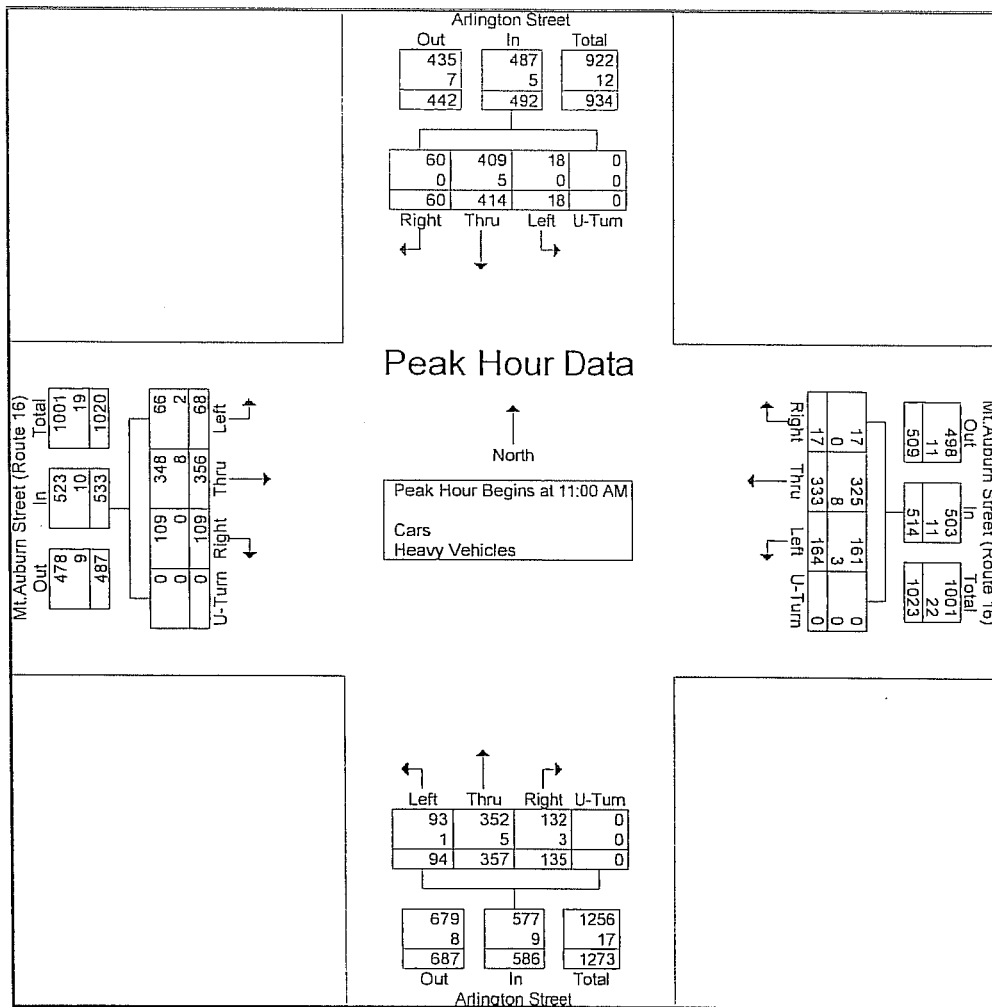 Arlington Street
Out In Total
435 487 922
7 5 12
442 492 934
60 409 18 0
0 5 0 0
60 414 18 0
Right Thru Left U-Turn
Peak Hour Data
North
Peak Hour Begins at 11:00 AM
Cars
Heavy Vehicles
Mt.Auburn Street (Route 16)
Out In Total
478 523 1001
9 10 19
487 533 1020
0 109 348 66
0 0 8 2
0 109 356 68
U-Turn Right Thru Left
Mt.Auburn Street (Route 16)
Out In Total
498 503 1001
11 11 22
509 514 1023
17 325 161 0
0 8 3 0
17 333 164 0
Right Thru Left U-Turn
Left Thru Right U-Turn
93 352 132 0
1 5 3 0
94 357 135 0
679 577 1256
8 9 17
687 586 1273
Out In Total
Arlington Street